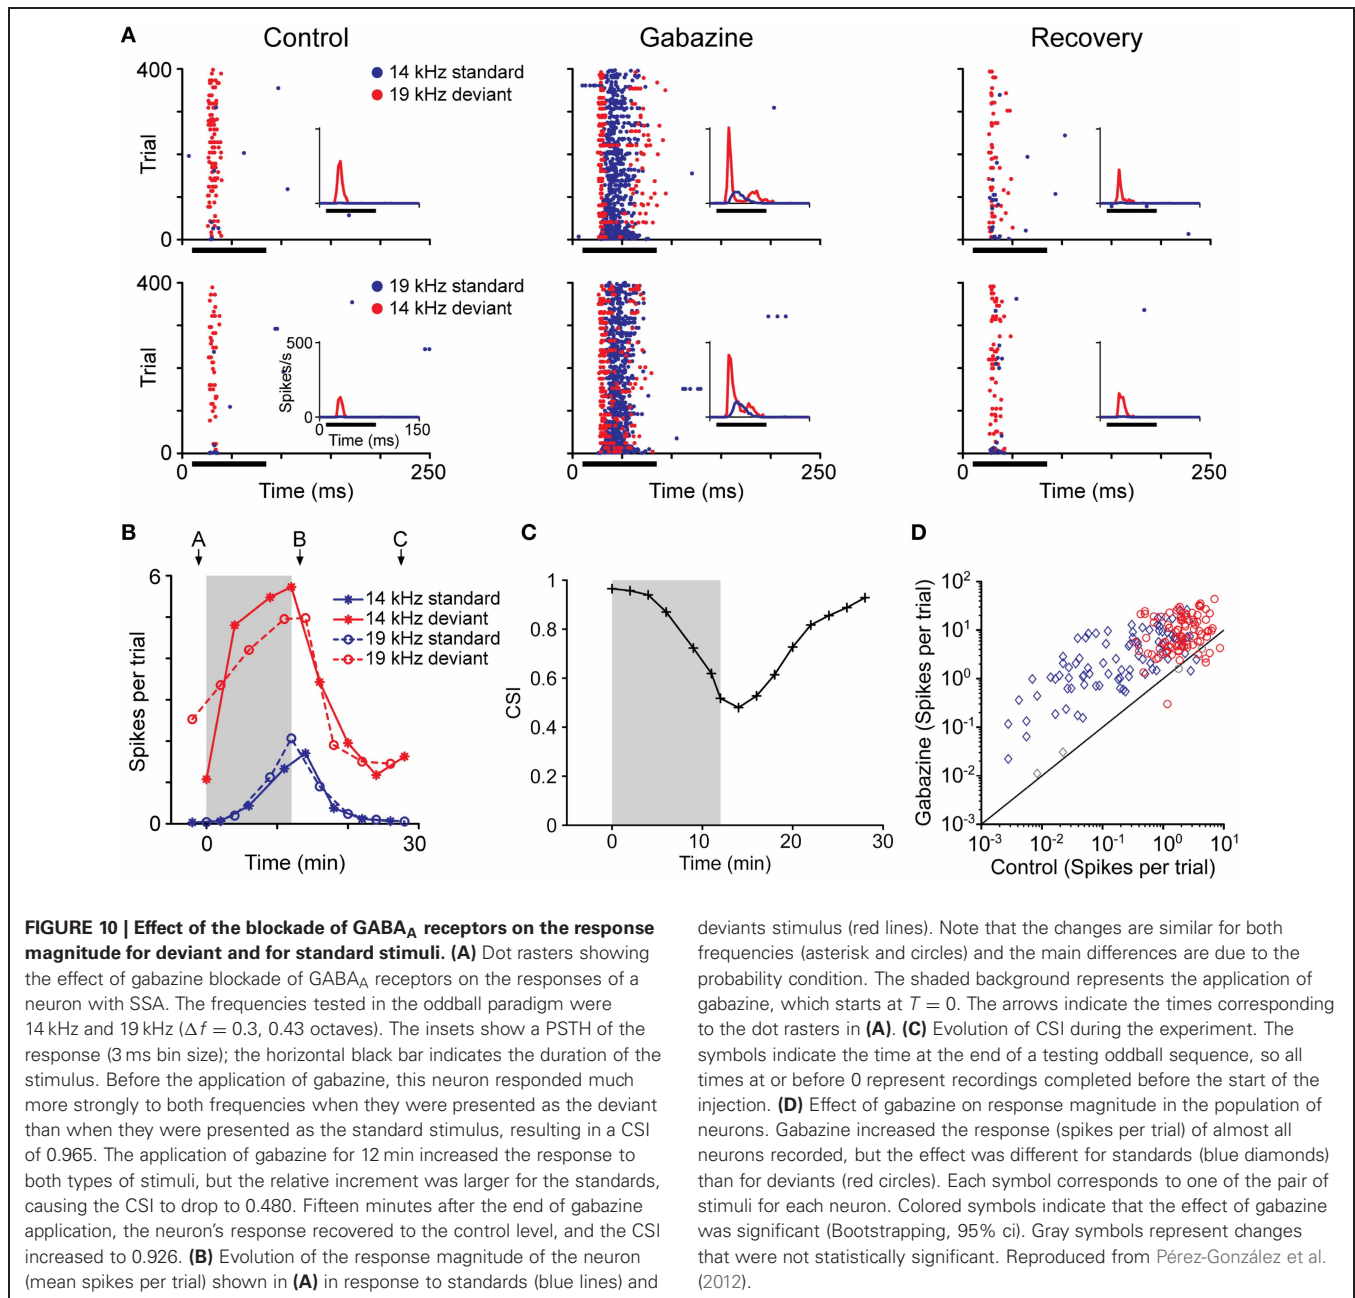 A
Control
Gabazine
Recovery
400
Trial
0
14 kHz standard
19 kHz deviant
400
Trial
0
19 kHz standard
14 kHz deviant
500
Spikes/s
0
0
150
Time (ms)
0
250
Time (ms)
0
250
Time (ms)
0
250
Time (ms)
B
A
B
C
6
Spikes per trial
0
14 kHz standard
14 kHz deviant
19 kHz standard
19 kHz deviant
0
30
Time (min)
C
1
0.8
0.6
0.4
0.2
0
CSI
0
10
20
30
Time (min)
D
10²
10¹
10⁰
10⁻¹
10⁻²
10⁻³
Gabazine (Spikes per trial)
10⁻³
10⁻²
10⁻¹
10⁰
10¹
Control (Spikes per trial)
FIGURE 10 | Effect of the blockade of GABA_A receptors on the response
magnitude for deviant and for standard stimuli. (A) Dot rasters showing
the effect of gabazine blockade of GABA_A receptors on the responses of a
neuron with SSA. The frequencies tested in the oddball paradigm were
14 kHz and 19 kHz (Δf = 0.3, 0.43 octaves). The insets show a PSTH of the
response (3 ms bin size); the horizontal black bar indicates the duration of the
stimulus. Before the application of gabazine, this neuron responded much
more strongly to both frequencies when they were presented as the deviant
than when they were presented as the standard stimulus, resulting in a CSI
of 0.965. The application of gabazine for 12 min increased the response to
both types of stimuli, but the relative increment was larger for the standards,
causing the CSI to drop to 0.480. Fifteen minutes after the end of gabazine
application, the neuron's response recovered to the control level, and the CSI
increased to 0.926. (B) Evolution of the response magnitude of the neuron
(mean spikes per trial) shown in (A) in response to standards (blue lines) and
deviants stimulus (red lines). Note that the changes are similar for both
frequencies (asterisk and circles) and the main differences are due to the
probability condition. The shaded background represents the application of
gabazine, which starts at T = 0. The arrows indicate the times corresponding
to the dot rasters in (A). (C) Evolution of CSI during the experiment. The
symbols indicate the time at the end of a testing oddball sequence, so all
times at or before 0 represent recordings completed before the start of the
injection. (D) Effect of gabazine on response magnitude in the population of
neurons. Gabazine increased the response (spikes per trial) of almost all
neurons recorded, but the effect was different for standards (blue diamonds)
than for deviants (red circles). Each symbol corresponds to one of the pair of
stimuli for each neuron. Colored symbols indicate that the effect of gabazine
was significant (Bootstrapping, 95% ci). Gray symbols represent changes
that were not statistically significant. Reproduced from Pérez-González et al.
(2012).